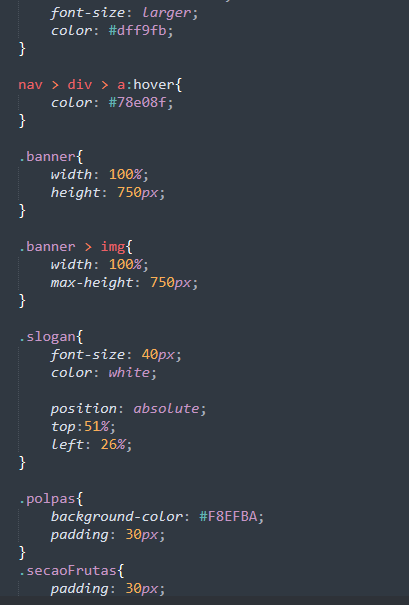 font-size: larger;
color: #dff9fb;
}
nav > div > a:hover{
color: #78e08f;
}
.banner{
width: 100%;
height: 750px;
}
.banner > img{
width: 100%;
max-height: 750px;
}
.slogan{
font-size: 40px;
color: white;
position: absolute;
top:51%;
left: 26%;
}
.polpas{
background-color: #F8EFBA;
padding: 30px;
}
.secaoFrutas{
padding: 30px;